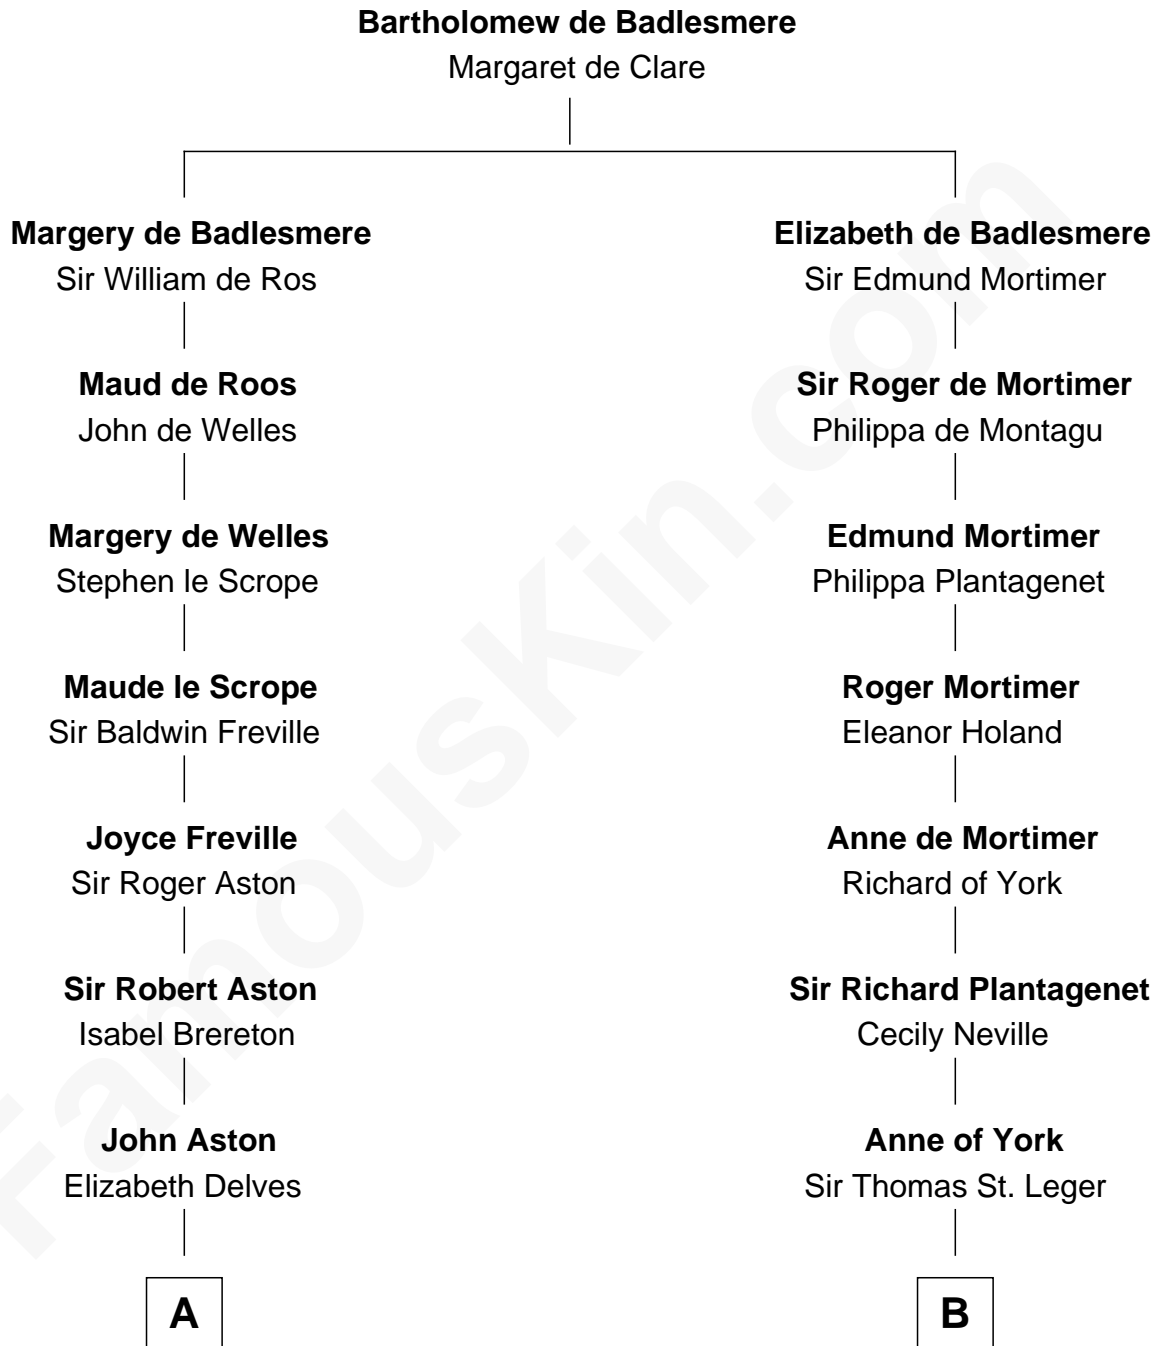 Bartholomew de Badlesmere
Margaret de Clare
Margery de Badlesmere
Sir William de Ros
Elizabeth de Badlesmere
Sir Edmund Mortimer
Maud de Roos
John de Welles
Sir Roger de Mortimer
Philippa de Montagu
Margery de Welles
Stephen le Scrope
Edmund Mortimer
Philippa Plantagenet
Maude le Scrope
Sir Baldwin Freville
Roger Mortimer
Eleanor Holand
Joyce Freville
Sir Roger Aston
Anne de Mortimer
Richard of York
Sir Robert Aston
Isabel Brereton
Sir Richard Plantagenet
Cecily Neville
John Aston
Elizabeth Delves
Anne of York
Sir Thomas St. Leger
A
B
FamousKin.com